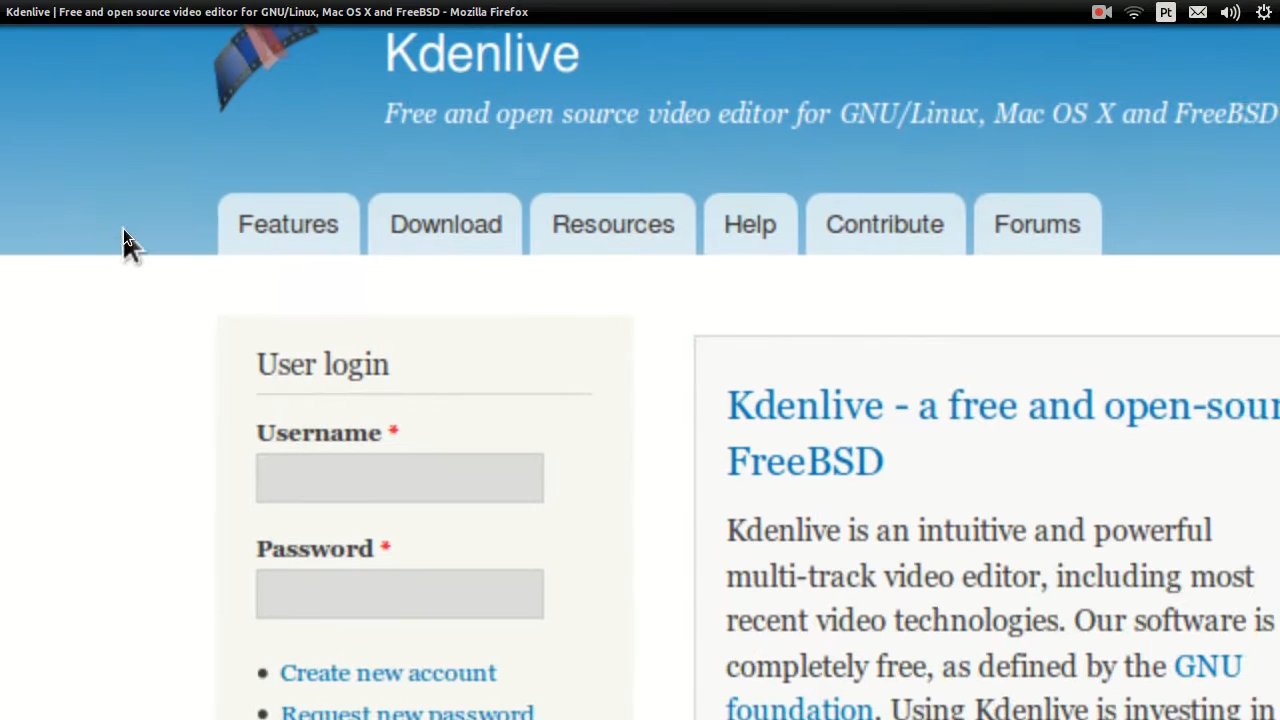 Kdenlive | Free and open source video editor for GNU/Linux, Mac OS X and FreeBSD - Mozilla Firefox
Pt
Kdenlive
Free and open source video editor for GNU/Linux, Mac OS X and FreeBSD
Features
Download
Resources
Help
Contribute
Forums
User login
Username *
Password *
Create new account
Request new password
Kdenlive - a free and open-sour
FreeBSD
Kdenlive is an intuitive and powerful
multi-track video editor, including most
recent video technologies. Our software is
completely free, as defined by the GNU
foundation. Using Kdenlive is investing in